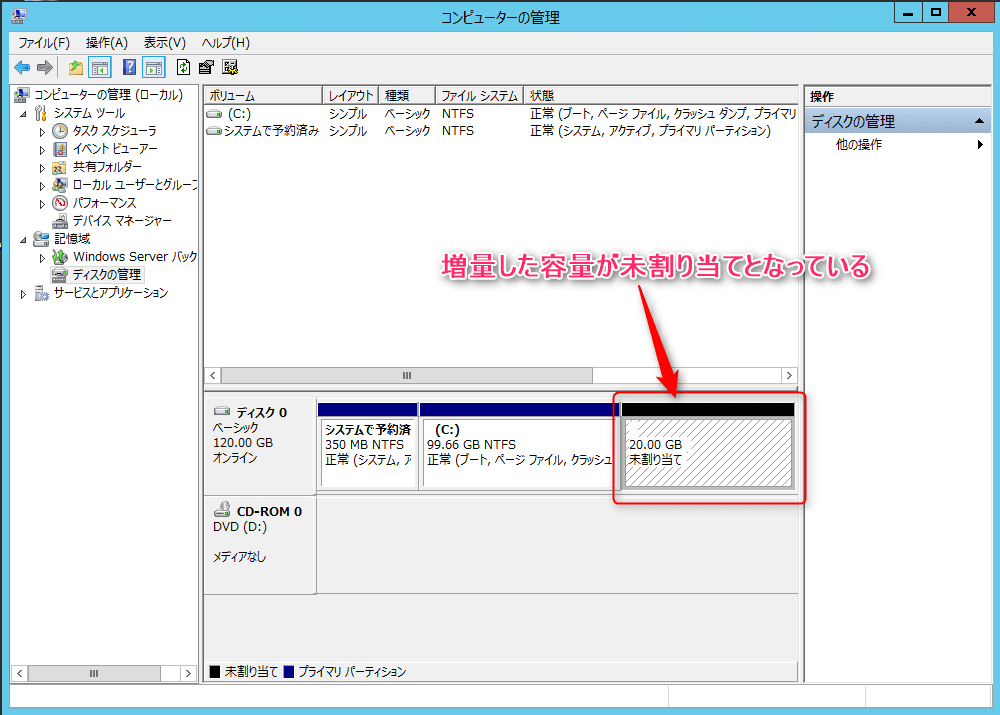 コンピューターの管理
ファイル(F) 操作(A) 表示(V) ヘルプ(H)
コンピューターの管理 (ローカル)
システム ツール
タスク スケジューラ
イベント ビューアー
共有フォルダー
ローカル ユーザーとグルー
パフォーマンス
デバイス マネージャー
記憶域
Windows Server バック
ディスクの管理
サービスとアプリケーション
ボリューム レイアウト 種類 ファイル システム 状態
(C:) シンプル ベーシック NTFS 正常 (ブート, ページ ファイル, クラッシュ ダンプ, プライマリ
システムで予約済み シンプル ベーシック NTFS 正常 (システム, アクティブ, プライマリ パーティション)
増量した容量が未割り当てとなっている
ディスク 0
ベーシック
120.00 GB
オンライン
システムで予約済
350 MB NTFS
正常 (システム, ア
(C:)
99.66 GB NTFS
正常 (ブート, ページ ファイル, クラッシュ
20.00 GB
未割り当て
CD-ROM 0
DVD (D:)
メディアなし
未割り当て プライマリ パーティション
操作
ディスクの管理
他の操作